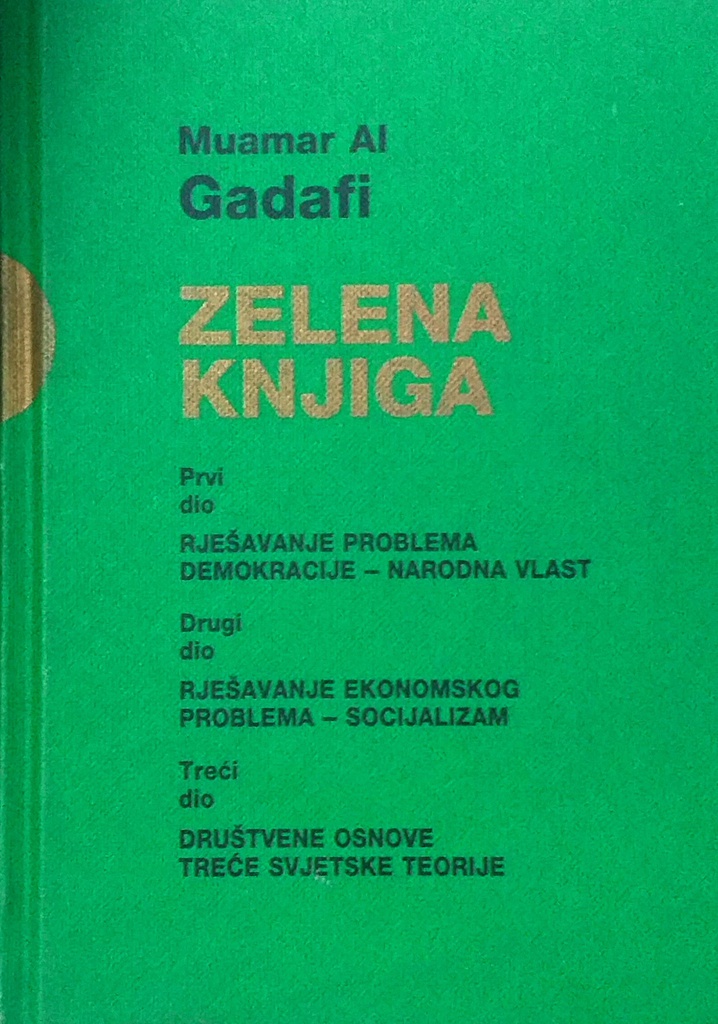 Muamar Al
Gadafi
ZELENA
KNJIGA
Prvi
dio
RJEŠAVANJE PROBLEMA
DEMOKRACIJE – NARODNA VLAST
Drugi
dio
RJEŠAVANJE EKONOMSKOG
PROBLEMA – SOCIJALIZAM
Treći
dio
DRUŠTVENE OSNOVE
TREĆE SVJETSKE TEORIJE